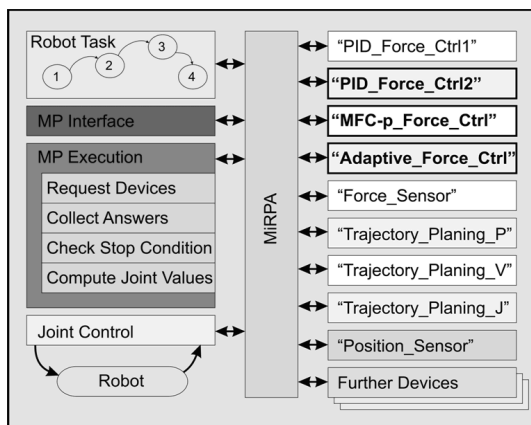 Robot Task
1
2
3
4
MP Interface
MP Execution
Request Devices
Collect Answers
Check Stop Condition
Compute Joint Values
Joint Control
Robot
MiRPA
“PID_Force_Ctrl1”
“PID_Force_Ctrl2”
“MFC-p_Force_Ctrl”
“Adaptive_Force_Ctrl”
“Force_Sensor”
“Trajectory_Planing_P”
“Trajectory_Planing_V”
“Trajectory_Planing_J”
“Position_Sensor”
Further Devices